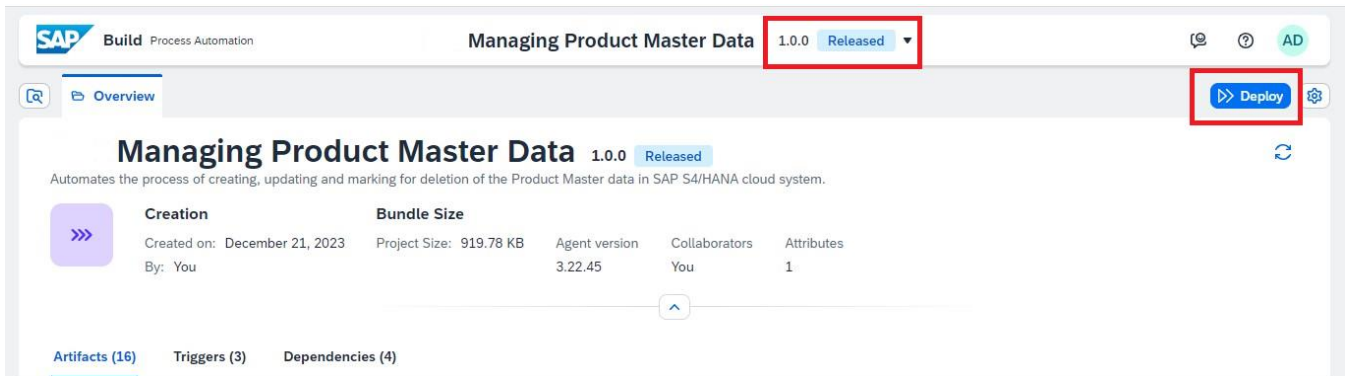 SAP Build Process Automation Managing Product Master Data 1.0.0 Released AD
Overview Deploy
Managing Product Master Data 1.0.0 Released
Automates the process of creating, updating and marking for deletion of the Product Master data in SAP S4/HANA cloud system.
Creation Bundle Size
Created on: December 21, 2023 Project Size: 919.78 KB Agent version Collaborators Attributes
By: You 3.22.45 You 1
Artifacts (16) Triggers (3) Dependencies (4)